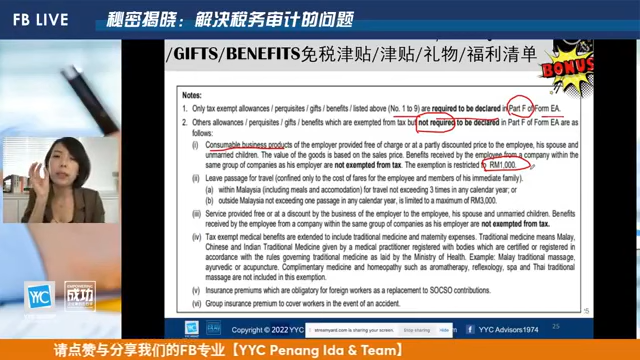 FB LIVE
秘密揭晓：解决税务审计的问题
/GIFTS/BENEFITS免税津贴/津贴/礼物/福利清单
BONUS
Notes:
1. Only tax exempt allowances / perquisites / gifts / benefits listed above (No. 1 to 9) are required to be declared in Part F of Form EA.
2. Others allowances / perquisites / gifts / benefits which are exempted from tax but not required to be declared in Part F of Form EA are as
follows:
(i) Consumable business products of the employer provided free of charge or at a partly discounted price to the employee, his spouse and
unmarried children. The value of the goods is based on the sales price. Benefits received by the employee from a company within the
same group of companies as his employer are not exempted from tax. The exemption is restricted to RM1,000.
(ii) Leave passage for travel (confined only to the cost of fares for the employee and members of his immediate family).
(a) within Malaysia (including meals and accomodation) for travel not exceeding 3 times in any calendar year; or
(b) outside Malaysia not exceeding one passage in any calendar year, is limited to a maximum of RM3,000.
(iii) Service provided free or at a discount by the business of the employer to the employee, his spouse and unmarried children. Benefits
received by the employee from a company within the same group of companies as his employer are not exempted from tax.
(iv) Tax exempt medical benefits are extended to include traditional medicine and maternity expenses. Traditional medicine means Malay,
Chinese and Indian Traditional Medicine given by a medical practitioner registered with bodies which are certified or registered in
accordance with the rules governing traditional medicine as laid by the Ministry of Health. Example: Malay traditional massage,
ayurvedic or acupuncture. Complimentary medicine and homeopathy such as aromatherapy, reflexology, spa and Thai traditional
massage are not included in this exemption.
(v) Insurance premiums which are obligatory for foreign workers as a replacement to SOCSO contributions.
(vi) Group insurance premium to cover workers in the event of an accident.
YYC
成功
Copyright © 2022 YYC
streamyard.com is sharing your screen.
Stop sharing
Hide
YYCAdvisors1974
25
请点赞与分享我们的FB专业【YYC Penang Ida & Team】